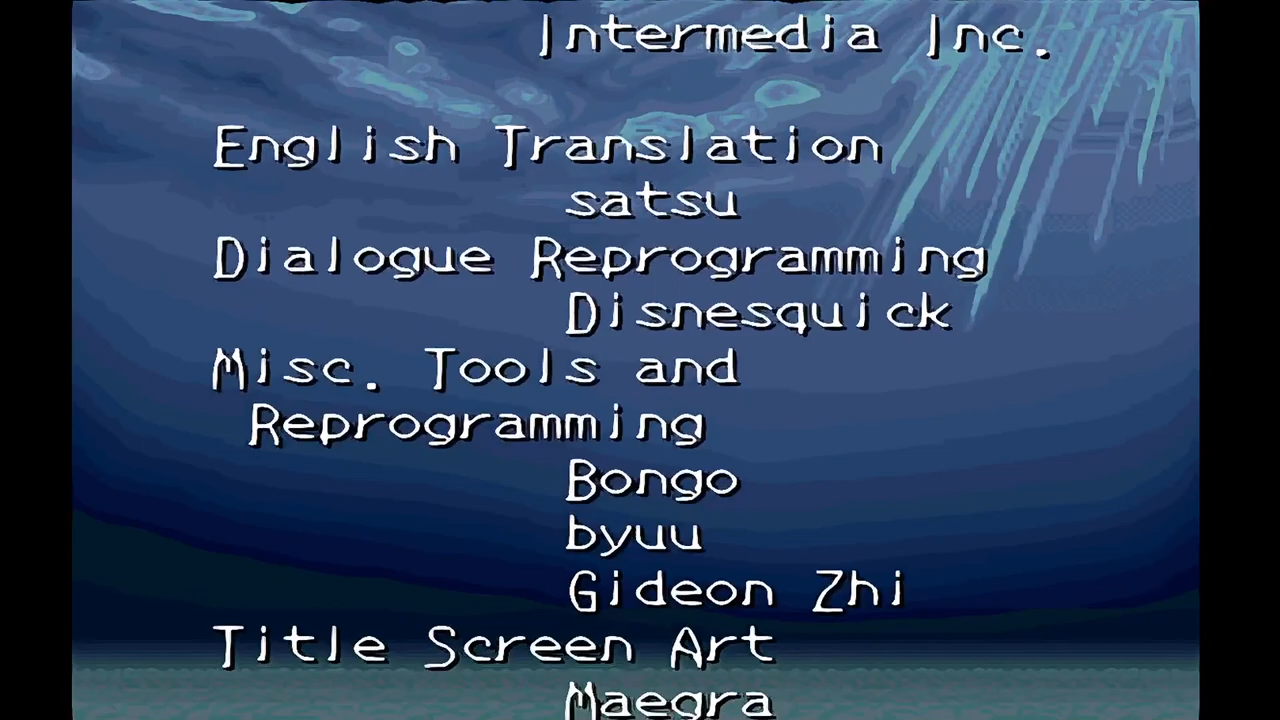 Intermedia Inc.
English Translation
satsu
Dialogue Reprogramming
Disnesquick
Misc. Tools and
Reprogramming
Bongo
byuu
Gideon Zhi
Title Screen Art
Maegra